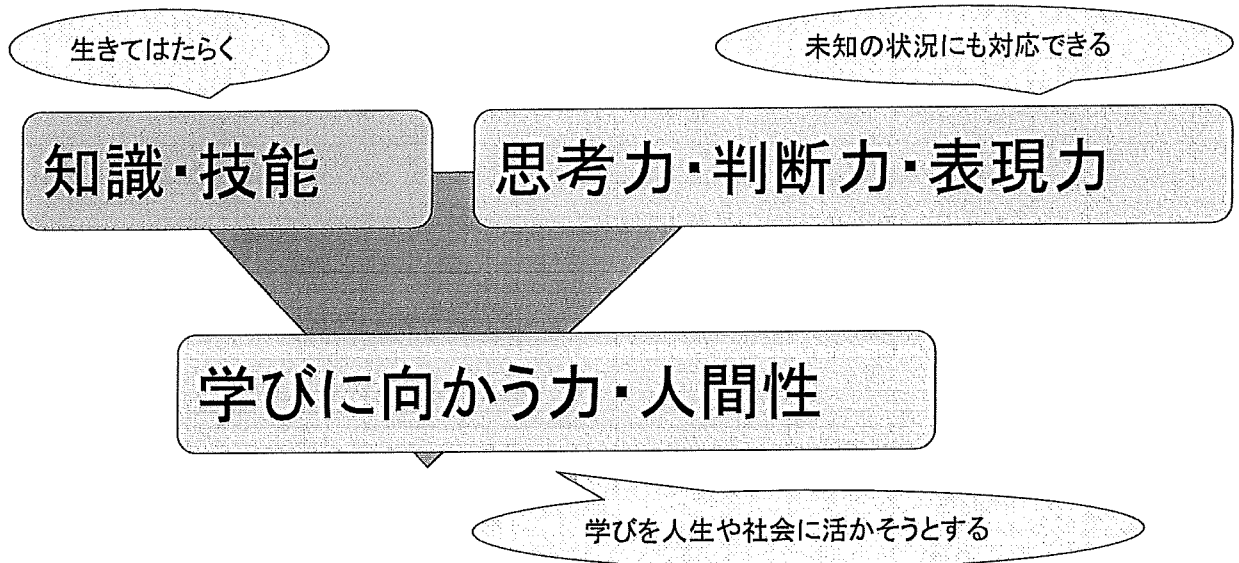 生きてはたらく
未知の状況にも対応できる
知識・技能
思考力・判断力・表現力
学びに向かう力・人間性
学びを人生や社会に活かそうとする